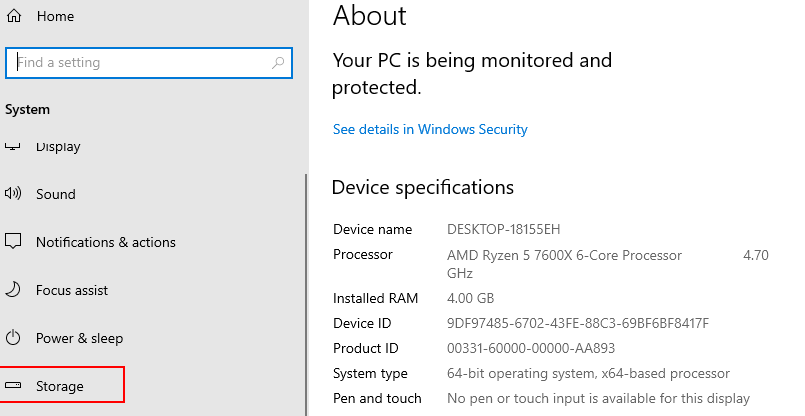 Home
Find a setting
System
Display
Sound
Notifications & actions
Focus assist
Power & sleep
Storage
About
Your PC is being monitored and
protected.
See details in Windows Security
Device specifications
Device name DESKTOP-18155EH
Processor AMD Ryzen 5 7600X 6-Core Processor 4.70
GHz
Installed RAM 4.00 GB
Device ID 9DF97485-6702-43FE-88C3-69BF6BF8417F
Product ID 00331-60000-00000-AA893
System type 64-bit operating system, x64-based processor
Pen and touch No pen or touch input is available for this display